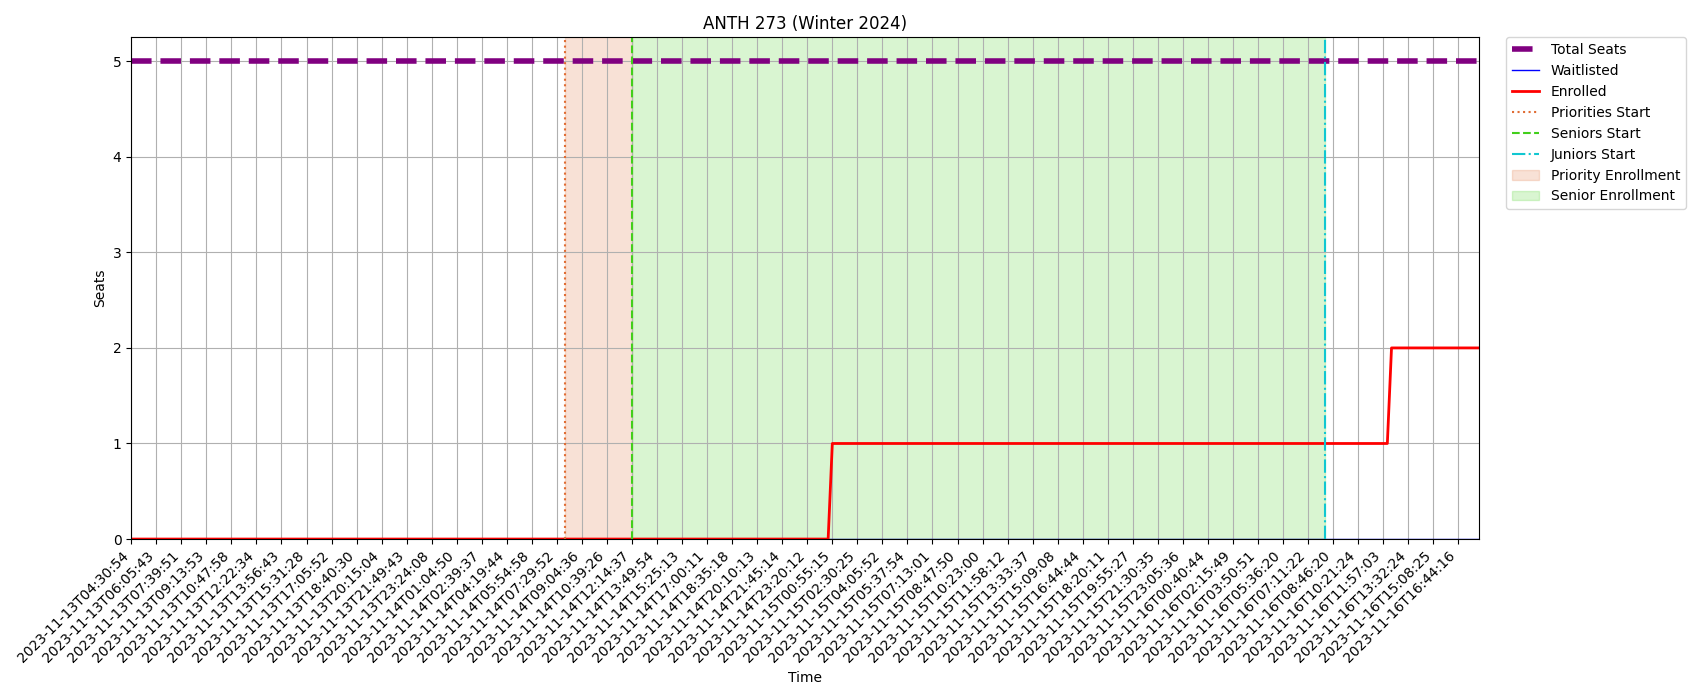 ANTH 273 (Winter 2024)
Total Seats
Waitlisted
Enrolled
Priorities Start
Seniors Start
Juniors Start
Priority Enrollment
Senior Enrollment
5
4
3
2
1
0
Seats
2023-11-13T04:30:54
2023-11-13T06:05:43
2023-11-13T07:39:51
2023-11-13T09:13:53
2023-11-13T10:47:58
2023-11-13T12:22:34
2023-11-13T13:56:43
2023-11-13T15:31:28
2023-11-13T17:05:52
2023-11-13T18:40:30
2023-11-13T20:15:04
2023-11-13T21:49:43
2023-11-13T23:24:08
2023-11-14T01:04:50
2023-11-14T02:39:37
2023-11-14T04:19:44
2023-11-14T05:54:58
2023-11-14T07:29:52
2023-11-14T09:04:36
2023-11-14T10:39:26
2023-11-14T12:14:37
2023-11-14T13:49:54
2023-11-14T15:25:13
2023-11-14T17:00:11
2023-11-14T18:35:18
2023-11-14T20:10:13
2023-11-14T21:45:14
2023-11-14T23:20:12
2023-11-15T00:55:15
2023-11-15T02:30:25
2023-11-15T04:05:52
2023-11-15T05:37:54
2023-11-15T07:13:01
2023-11-15T08:47:50
2023-11-15T10:23:00
2023-11-15T11:58:12
2023-11-15T13:33:37
2023-11-15T15:09:08
2023-11-15T16:44:44
2023-11-15T18:20:11
2023-11-15T19:55:27
2023-11-15T21:30:35
2023-11-15T23:05:36
2023-11-16T00:40:44
2023-11-16T02:15:49
2023-11-16T03:50:51
2023-11-16T05:36:20
2023-11-16T07:11:22
2023-11-16T08:46:20
2023-11-16T10:21:24
2023-11-16T11:57:03
2023-11-16T13:32:24
2023-11-16T15:08:25
2023-11-16T16:44:16
Time